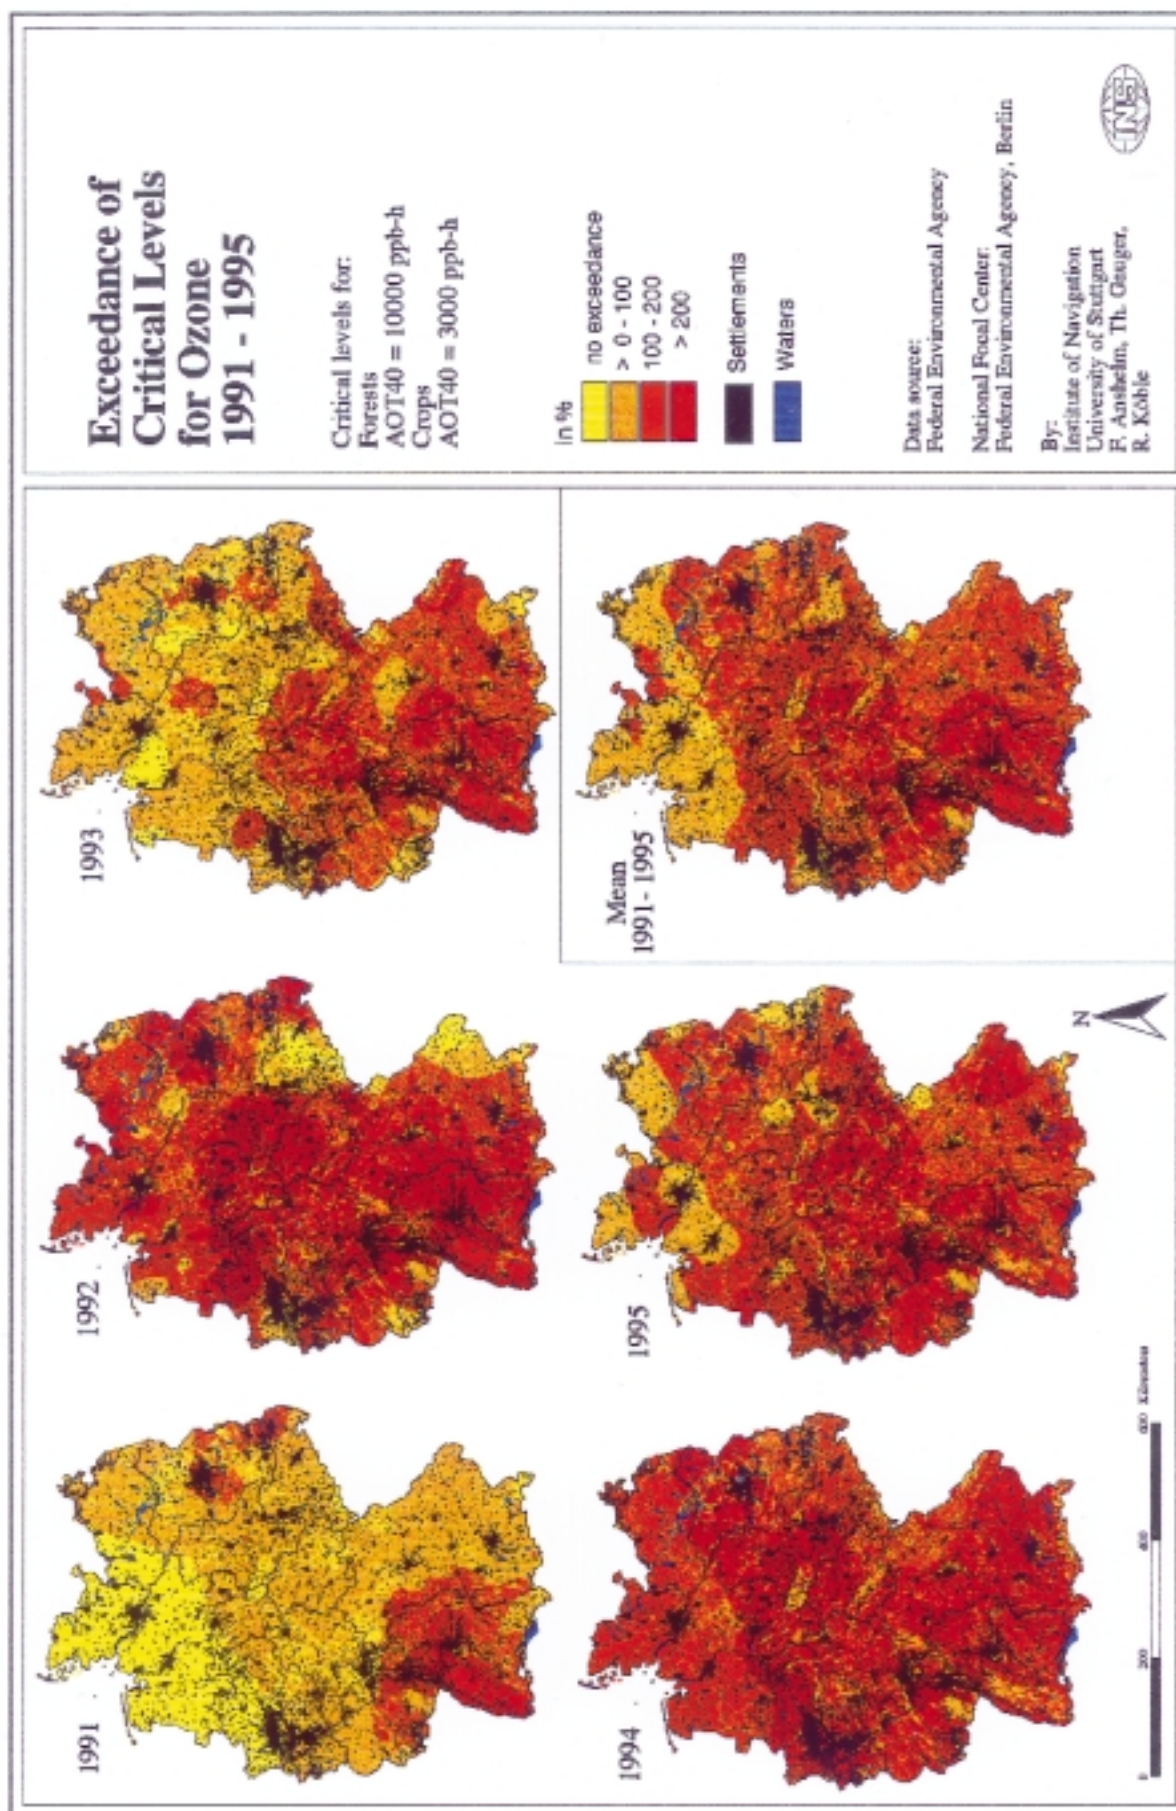 Exceedance of
Critical Levels
for Ozone
1991 - 1995
Critical levels for:
Forests
AOT40 = 10000 ppb-h
Crops
AOT40 = 3000 ppb-h
in %
no exceedance
> 0 - 100
100 - 200
> 200
Settlements
Waters
Data source:
Federal Environmental Agency
National Focal Center:
Federal Environmental Agency, Berlin
By:
Institute of Navigation
University of Stuttgart
F. Anshelm, Th. Gauger,
R. Köble
INS
1991
1992
1993
1994
1995
Mean
1991- 1995
N
0
200
400
600 Kilometers